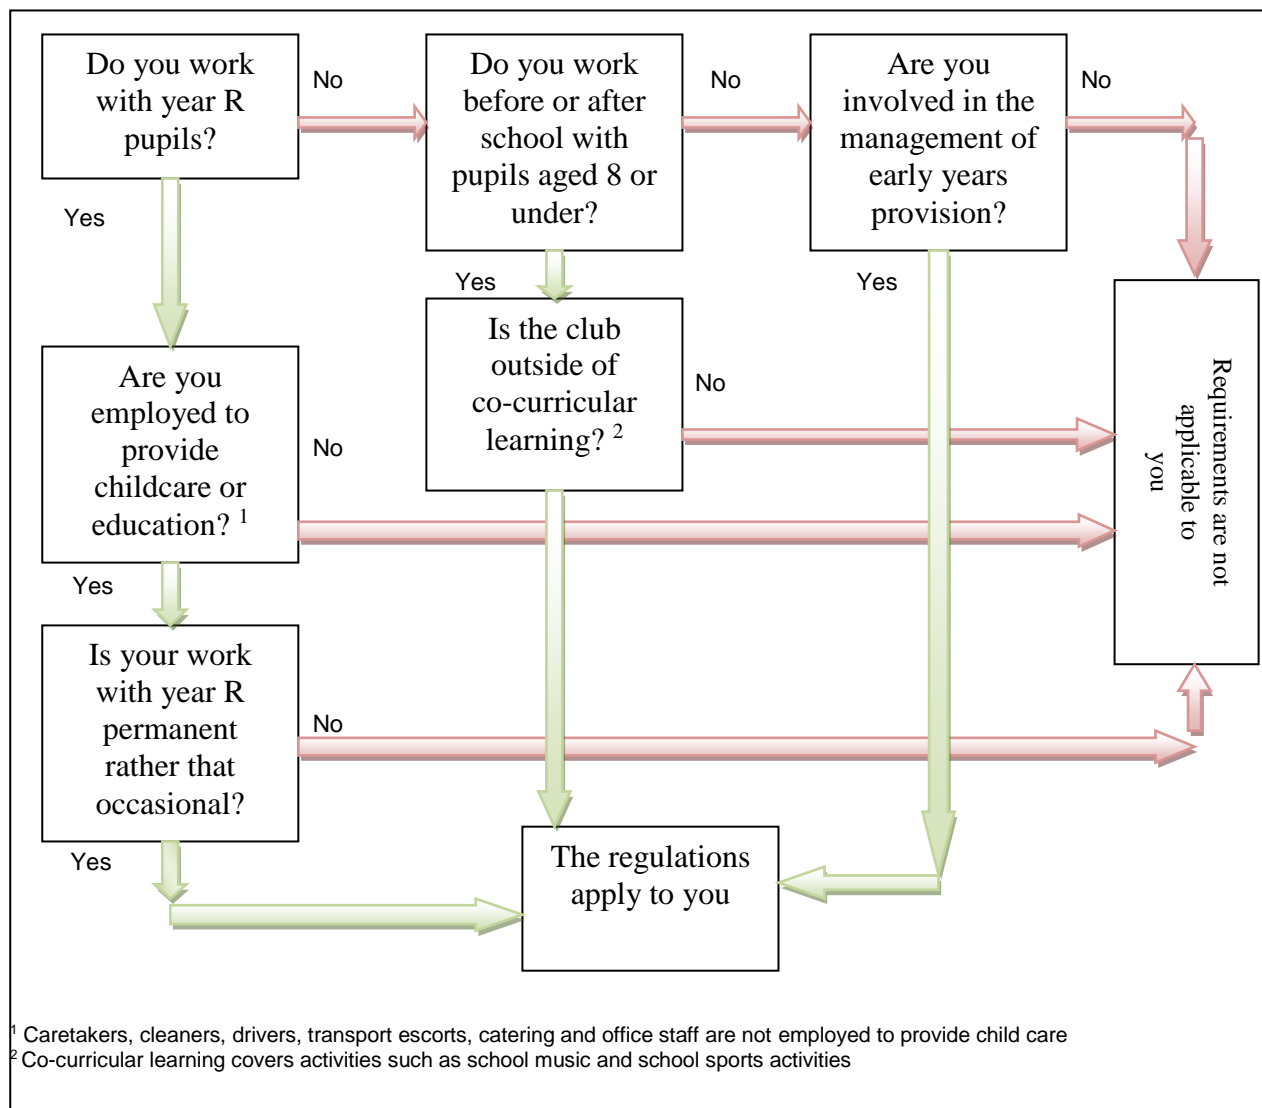 Do you work
with year R
pupils?
No
Do you work
before or after
school with
pupils aged 8 or
under?
No
Are you
involved in the
management of
early years
provision?
No
Yes
Yes
Yes
Is the club
outside of
co-curricular
learning? ²
No
Requirements are not
applicable to
you
Are you
employed to
provide
childcare or
education? ¹
No
Yes
Is your work
with year R
permanent
rather that
occasional?
No
Yes
The regulations
apply to you
¹ Caretakers, cleaners, drivers, transport escorts, catering and office staff are not employed to provide child care
² Co-curricular learning covers activities such as school music and school sports activities